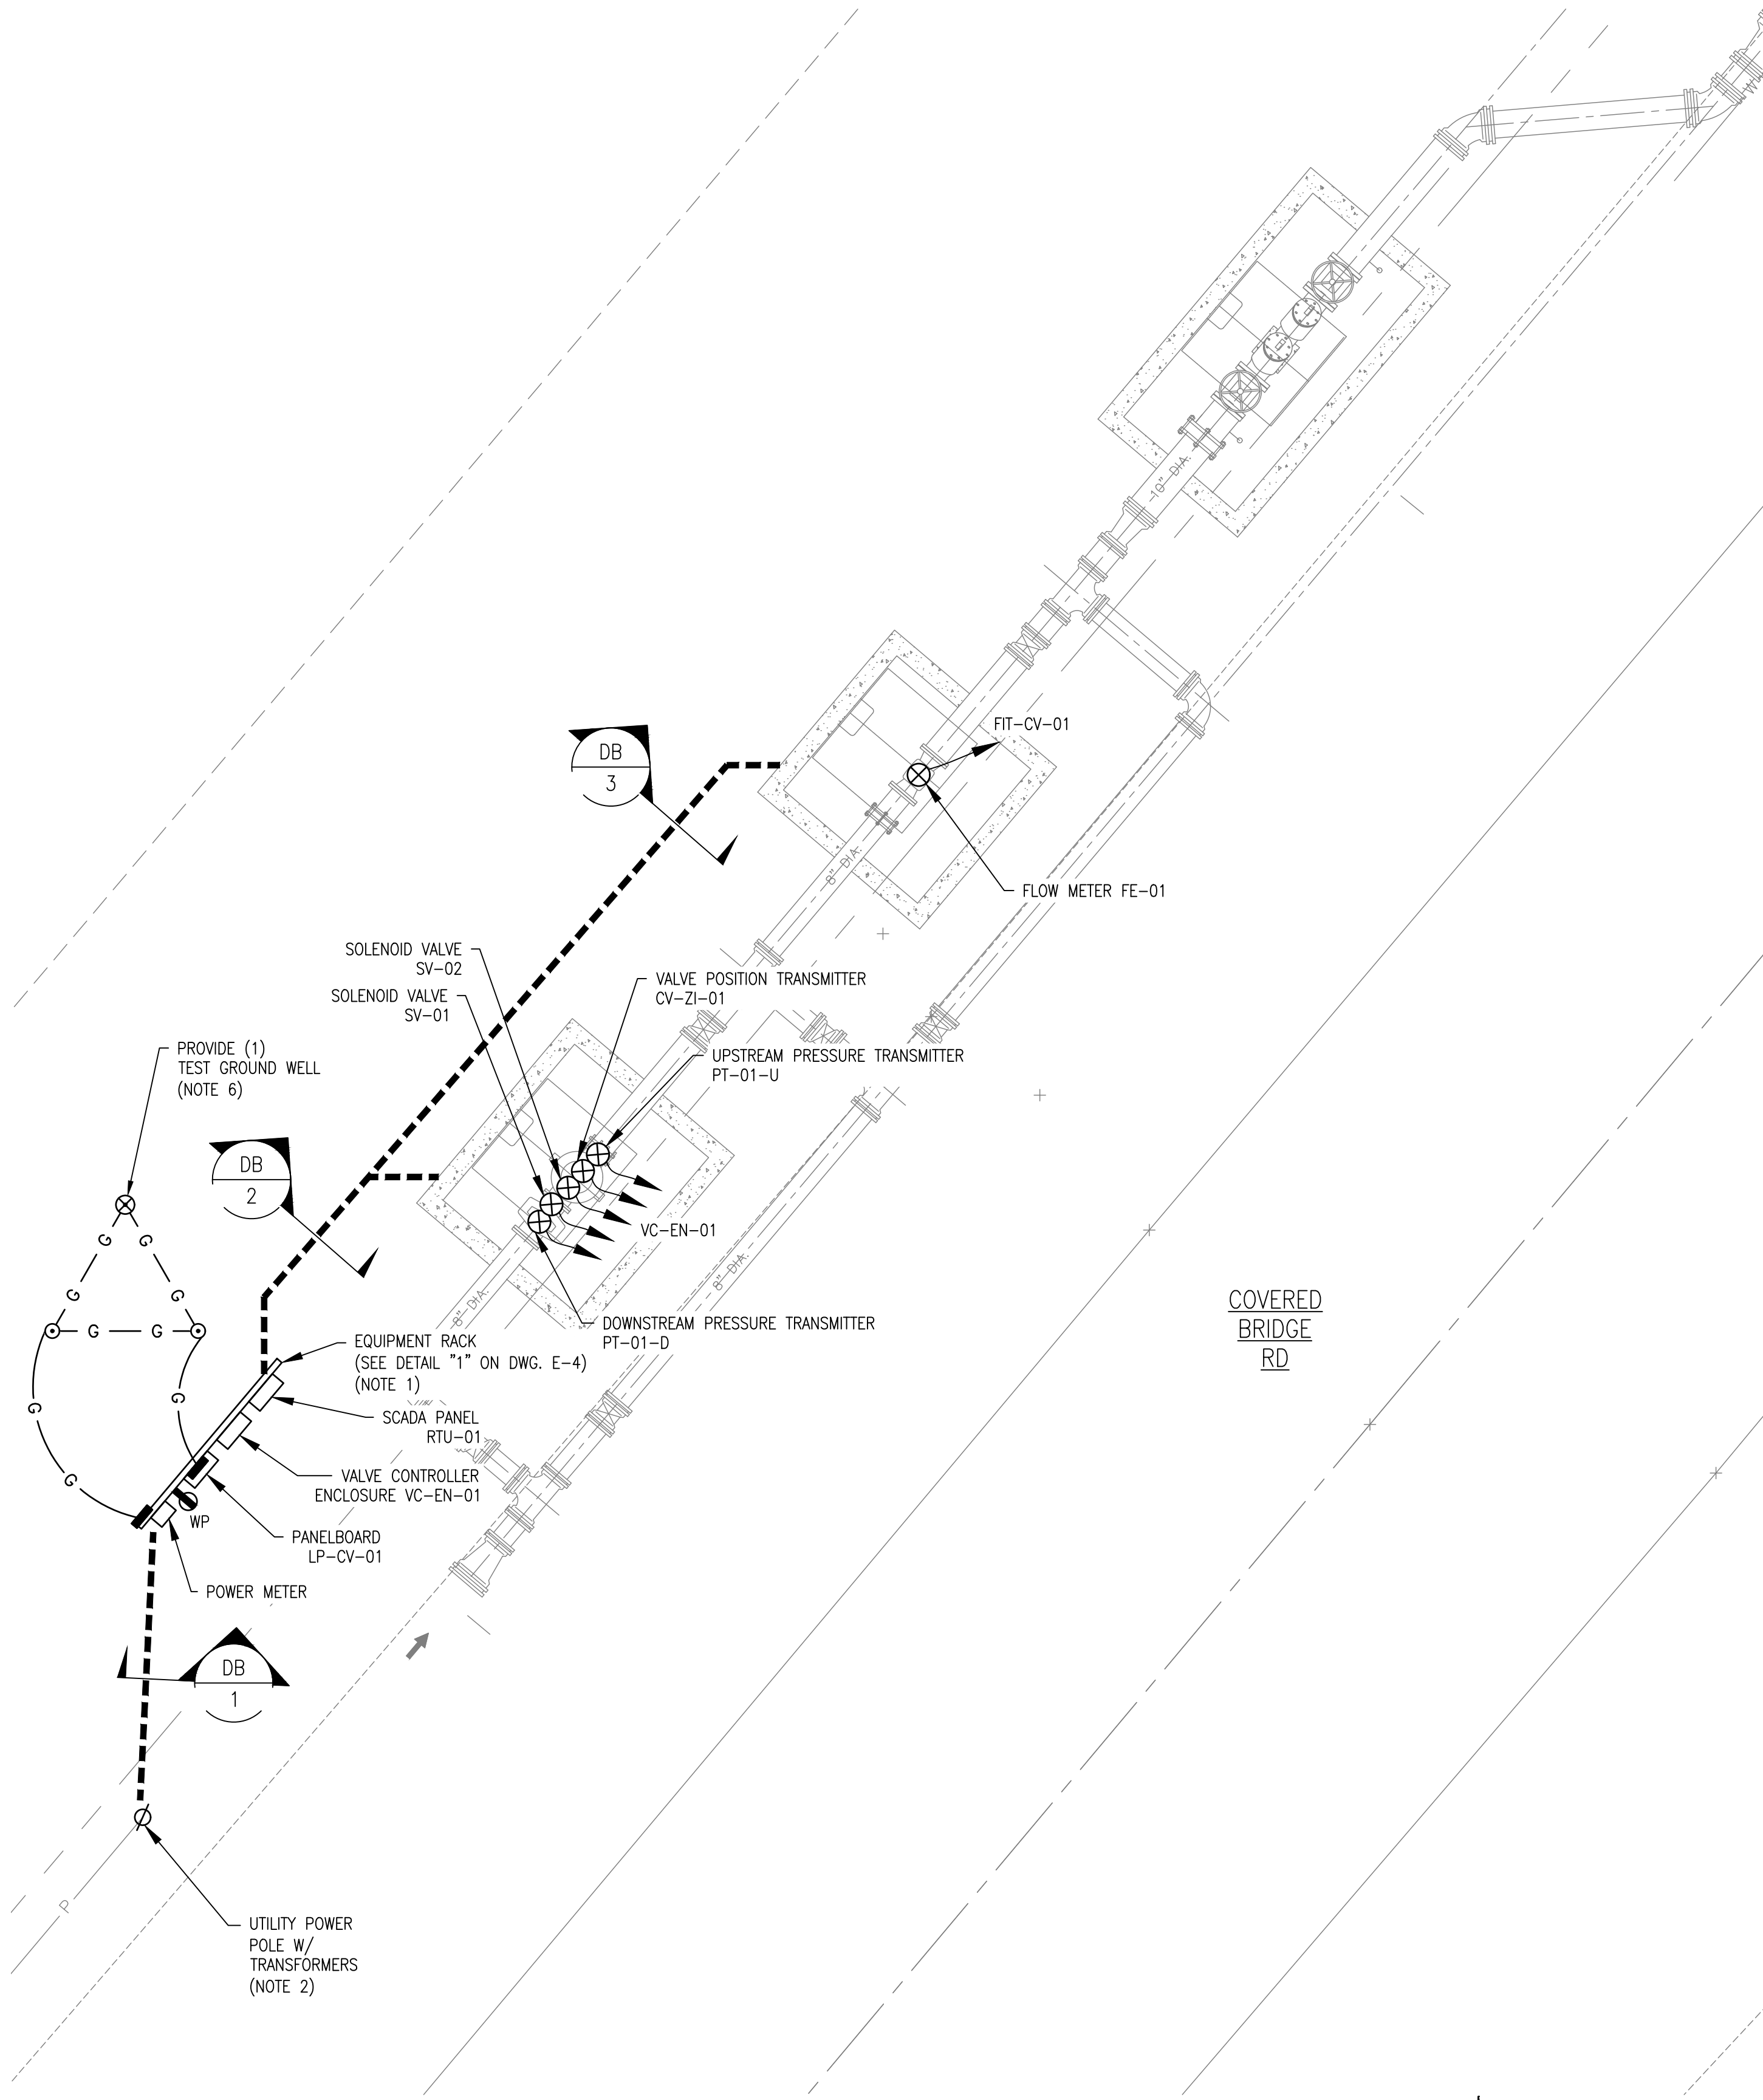 W
10" DIA.
FIT-CV-01
DB
3
8" DIA.
FLOW METER FE-01
SOLENOID VALVE
SV-02
SOLENOID VALVE
SV-01
VALVE POSITION TRANSMITTER
CV-ZI-01
PROVIDE (1)
TEST GROUND WELL
(NOTE 6)
UPSTREAM PRESSURE TRANSMITTER
PT-01-U
DB
2
VC-EN-01
G
G
G
G
8" DIA.
8" DIA.
G
G
DOWNSTREAM PRESSURE TRANSMITTER
PT-01-D
COVERED
BRIDGE
RD
EQUIPMENT RACK
(SEE DETAIL "1" ON DWG. E-4)
(NOTE 1)
G
G
SCADA PANEL
RTU-01
G
VALVE CONTROLLER
ENCLOSURE VC-EN-01
WP
PANELBOARD
LP-CV-01
POWER METER
DB
1
P
UTILITY POWER
POLE W/
TRANSFORMERS
(NOTE 2)